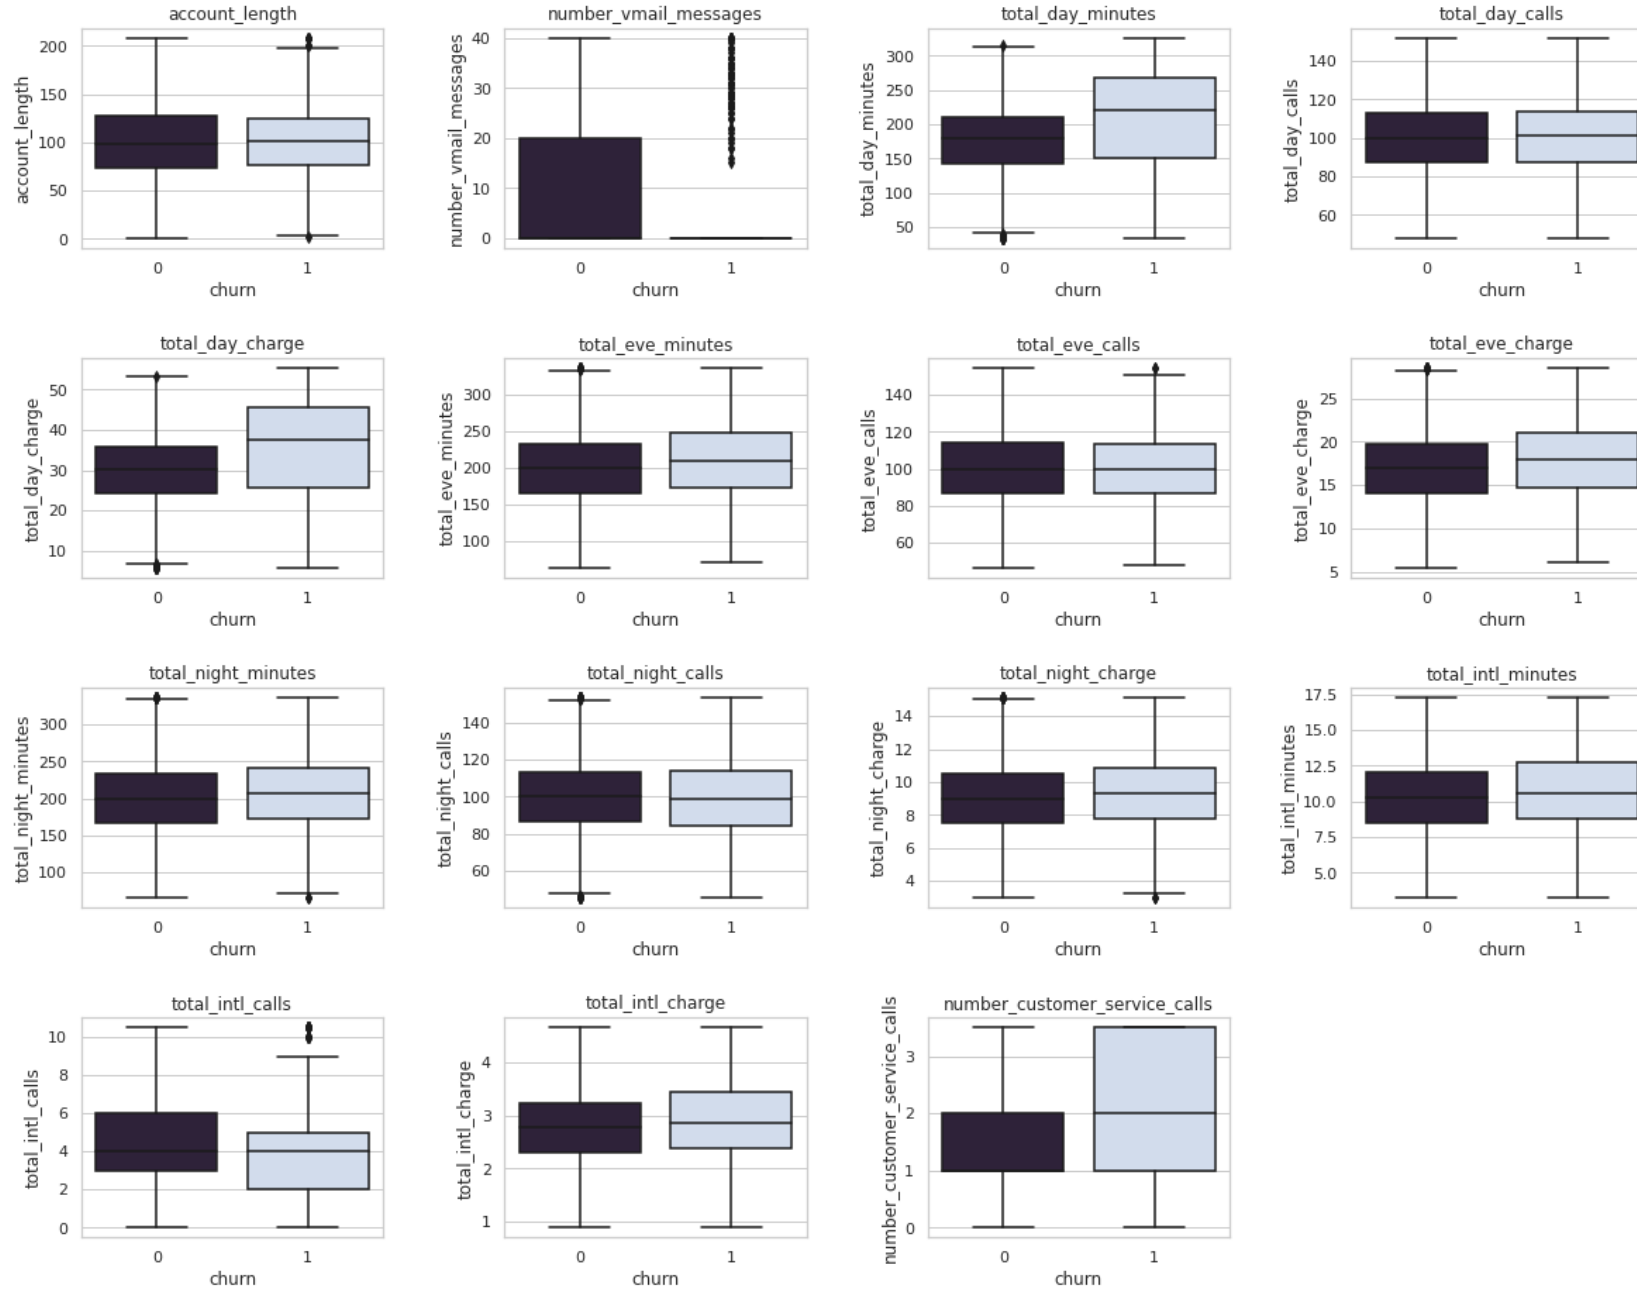 account_length
account_length
200
150
100
50
0
0 1
churn
number_vmail_messages
number_vmail_messages
40
30
20
10
0
0 1
churn
total_day_minutes
total_day_minutes
300
250
200
150
100
50
0 1
churn
total_day_calls
total_day_calls
140
120
100
80
60
0 1
churn
total_day_charge
total_day_charge
50
40
30
20
10
0 1
churn
total_eve_minutes
total_eve_minutes
300
250
200
150
100
0 1
churn
total_eve_calls
total_eve_calls
140
120
100
80
60
0 1
churn
total_eve_charge
total_eve_charge
25
20
15
10
5
0 1
churn
total_night_minutes
total_night_minutes
300
250
200
150
100
0 1
churn
total_night_calls
total_night_calls
140
120
100
80
60
0 1
churn
total_night_charge
total_night_charge
14
12
10
8
6
4
0 1
churn
total_intl_minutes
total_intl_minutes
17.5
15.0
12.5
10.0
7.5
5.0
0 1
churn
total_intl_calls
total_intl_calls
10
8
6
4
2
0
0 1
churn
total_intl_charge
total_intl_charge
4
3
2
1
0 1
churn
number_customer_service_calls
number_customer_service_calls
3
2
1
0
0 1
churn